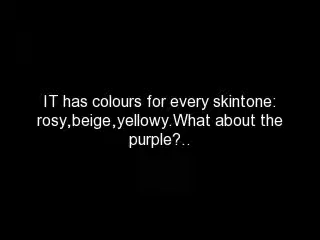 IT has colours for every skintone:
rosy,beige,yellowy.What about the
purple?..